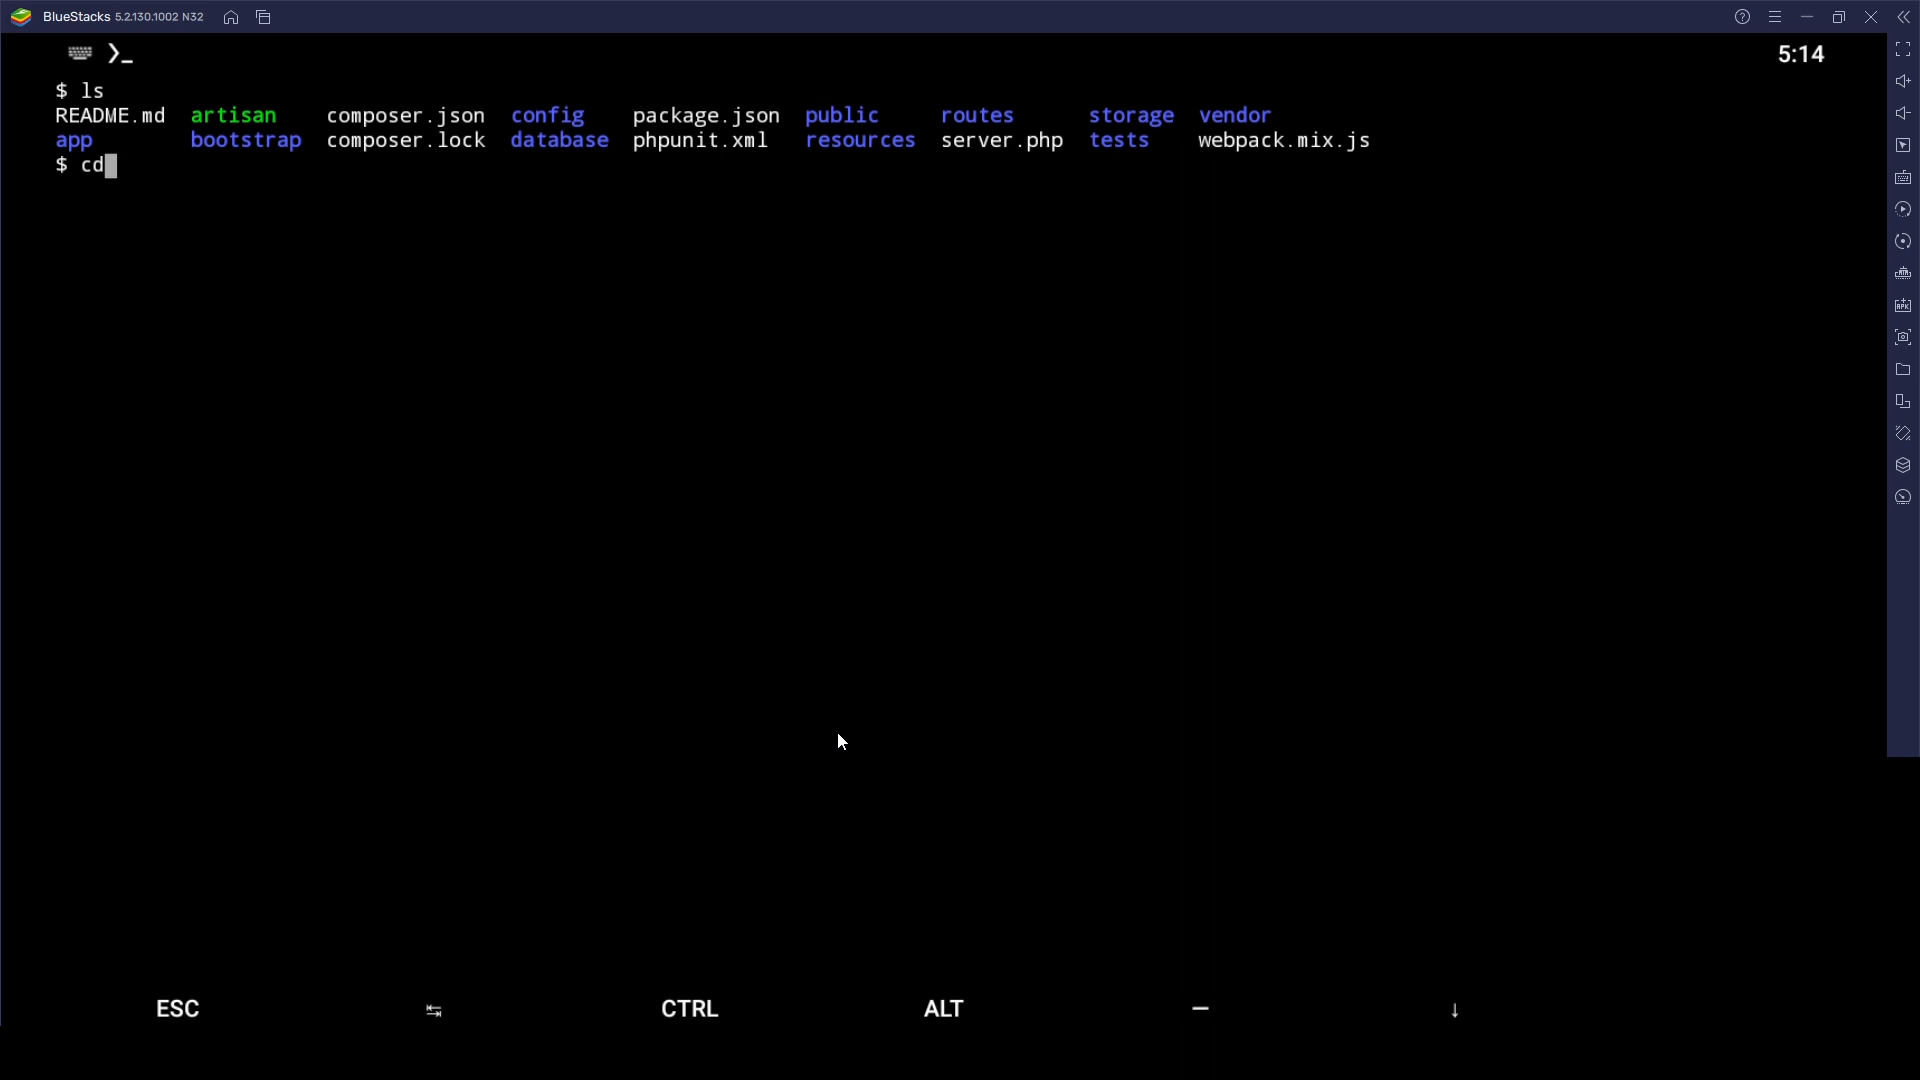 BlueStacks 5.2.130.1002 N32
5:14
$ ls
README.md artisan composer.json config package.json public routes storage vendor
app bootstrap composer.lock database phpunit.xml resources server.php tests webpack.mix.js
$ cd
ESC ⇆ CTRL ALT — ↓